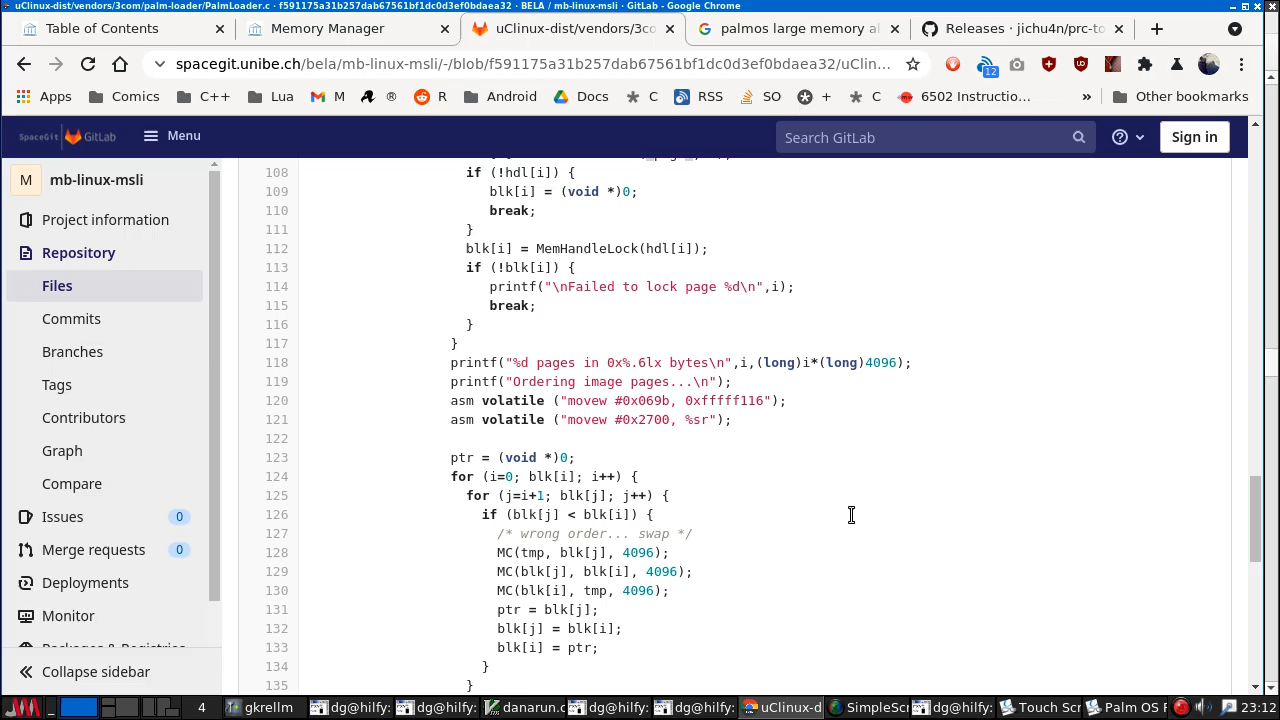 uClinux-dist/vendors/3com/palm-loader/PalmLoader.c · f591175a31b257dab67561bf1dc0d3ef0bdaea32 · BELA / mb-linux-msli · GitLab - Google Chrome
Table of Contents
Memory Manager
uClinux-dist/vendors/3co
palmos large memory al
Releases · jichu4n/prc-to
spacegit.unibe.ch/bela/mb-linux-msli/-/blob/f591175a31b257dab67561bf1dc0d3ef0bdaea32/uClin...
12
Apps
Comics
C++
Lua
M
A
R
E
Android
Docs
C
RSS
SO
+
C
6502 Instructio...
»
Other bookmarks
SpaceGit
GitLab
Menu
Search GitLab
Sign in
M
mb-linux-msli
Project information
Repository
Files
Commits
Branches
Tags
Contributors
Graph
Compare
Issues 0
Merge requests 0
Deployments
Monitor
Packages & Registries
Collapse sidebar
108 if (!hdl[i]) {
109 blk[i] = (void *)0;
110 break;
111 }
112 blk[i] = MemHandleLock(hdl[i]);
113 if (!blk[i]) {
114 printf("\nFailed to lock page %d\n",i);
115 break;
116 }
117 }
118 printf("%d pages in 0x%.6lx bytes\n",i,(long)i*(long)4096);
119 printf("Ordering image pages...\n");
120 asm volatile ("movew #0x069b, 0xfffff116");
121 asm volatile ("movew #0x2700, %sr");
122
123 ptr = (void *)0;
124 for (i=0; blk[i]; i++) {
125 for (j=i+1; blk[j]; j++) {
126 if (blk[j] < blk[i]) {
127 /* wrong order... swap */
128 MC(tmp, blk[j], 4096);
129 MC(blk[j], blk[i], 4096);
130 MC(blk[i], tmp, 4096);
131 ptr = blk[j];
132 blk[j] = blk[i];
133 blk[i] = ptr;
134 }
135 }
4
gkrellm
dg@hilfy:
dg@hilfy:
danarun.c
dg@hilfy:
dg@hilfy:
uClinux-d
SimpleScr
dg@hilfy:
Touch Scr
Palm OS F
23:12